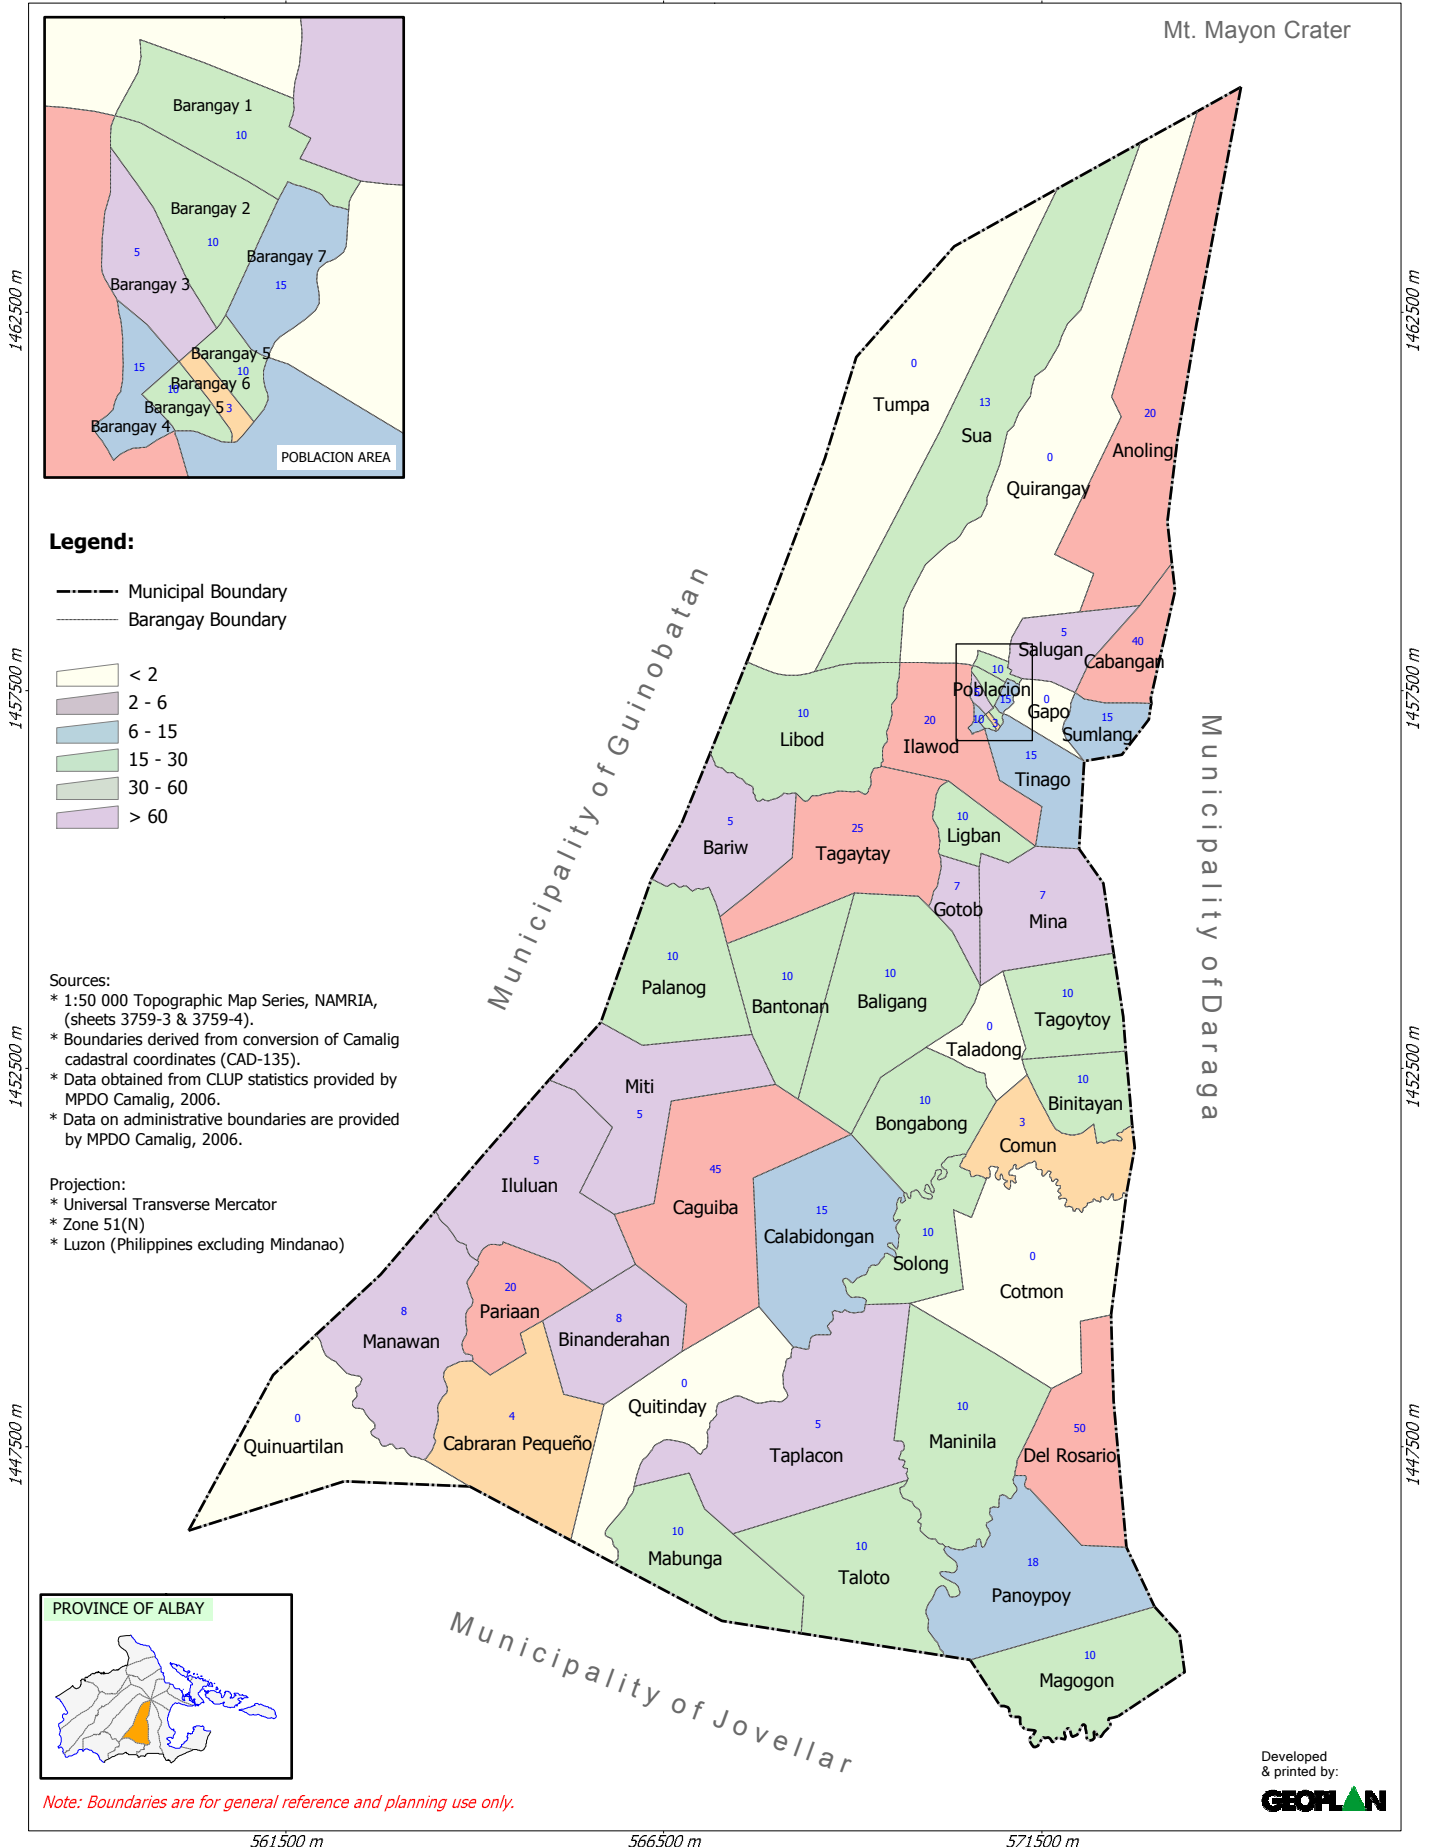 Mt. Mayon Crater
Barangay 1
10
Barangay 2
10
Barangay 7
15
5
Barangay 3
Barangay 5
10
15
Barangay 6
10
Barangay 5
3
Barangay 4
POBLACION AREA
Legend:
Municipal Boundary
Barangay Boundary
< 2
2 - 6
6 - 15
15 - 30
30 - 60
> 60
Sources:
* 1:50 000 Topographic Map Series, NAMRIA,
(sheets 3759-3 & 3759-4).
* Boundaries derived from conversion of Camalig
cadastral coordinates (CAD-135).
* Data obtained from CLUP statistics provided by
MPDO Camalig, 2006.
* Data on administrative boundaries are provided
by MPDO Camalig, 2006.
Projection:
* Universal Transverse Mercator
* Zone 51(N)
* Luzon (Philippines excluding Mindanao)
0
Tumpa
13
Sua
0
Quirangay
20
Anoling
5
Salugan
40
Cabangan
10
Poblacion
5
15
10
3
0
Gapo
15
Sumlang
10
Libod
20
Ilawod
15
Tinago
5
Bariw
25
Tagaytay
10
Ligban
7
Gotob
7
Mina
10
Palanog
10
Bantonan
10
Baligang
10
Tagoytoy
0
Taladong
Miti
5
10
Bongabong
10
Binitayan
3
Comun
5
Iluluan
45
Caguiba
15
Calabidongan
10
Solong
0
Cotmon
20
Pariaan
8
Manawan
8
Binanderahan
0
Quinuartilan
4
Cabraran Pequeño
0
Quitinday
5
Taplacon
10
Maninila
50
Del Rosario
10
Mabunga
10
Taloto
18
Panoypoy
10
Magogon
Municipality of Guinobatan
Municipality of Daraga
Municipality of Jovellar
PROVINCE OF ALBAY
Note: Boundaries are for general reference and planning use only.
Developed
& printed by:
GEOPLAN
1462500 m
1457500 m
1452500 m
1447500 m
1462500 m
1457500 m
1452500 m
1447500 m
561500 m
566500 m
571500 m